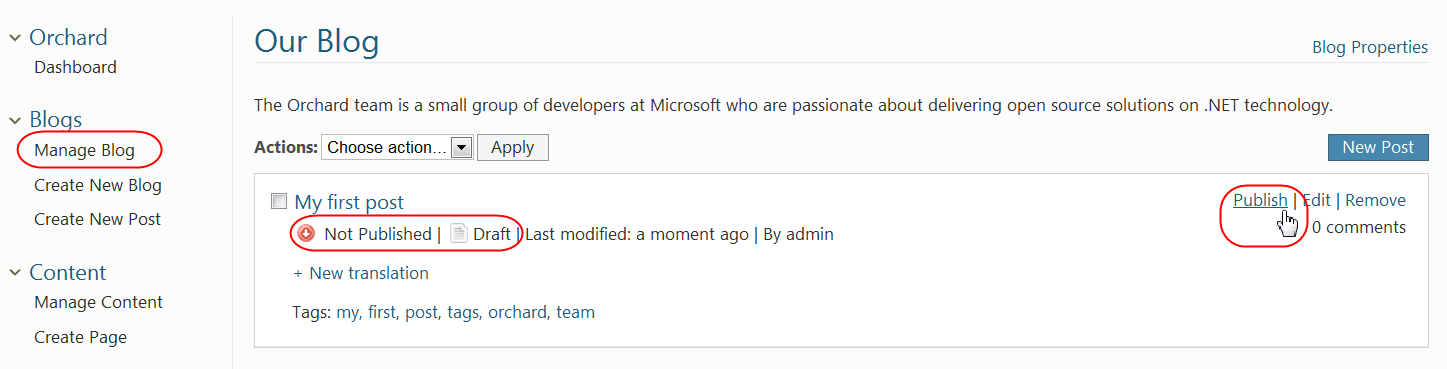 Orchard
Dashboard
Blogs
Manage Blog
Create New Blog
Create New Post
Content
Manage Content
Create Page
Our Blog
Blog Properties
The Orchard team is a small group of developers at Microsoft who are passionate about delivering open source solutions on .NET technology.
Actions: Choose action... Apply
New Post
My first post
Publish | Edit | Remove
Not Published | Draft | Last modified: a moment ago | By admin
0 comments
+ New translation
Tags: my, first, post, tags, orchard, team